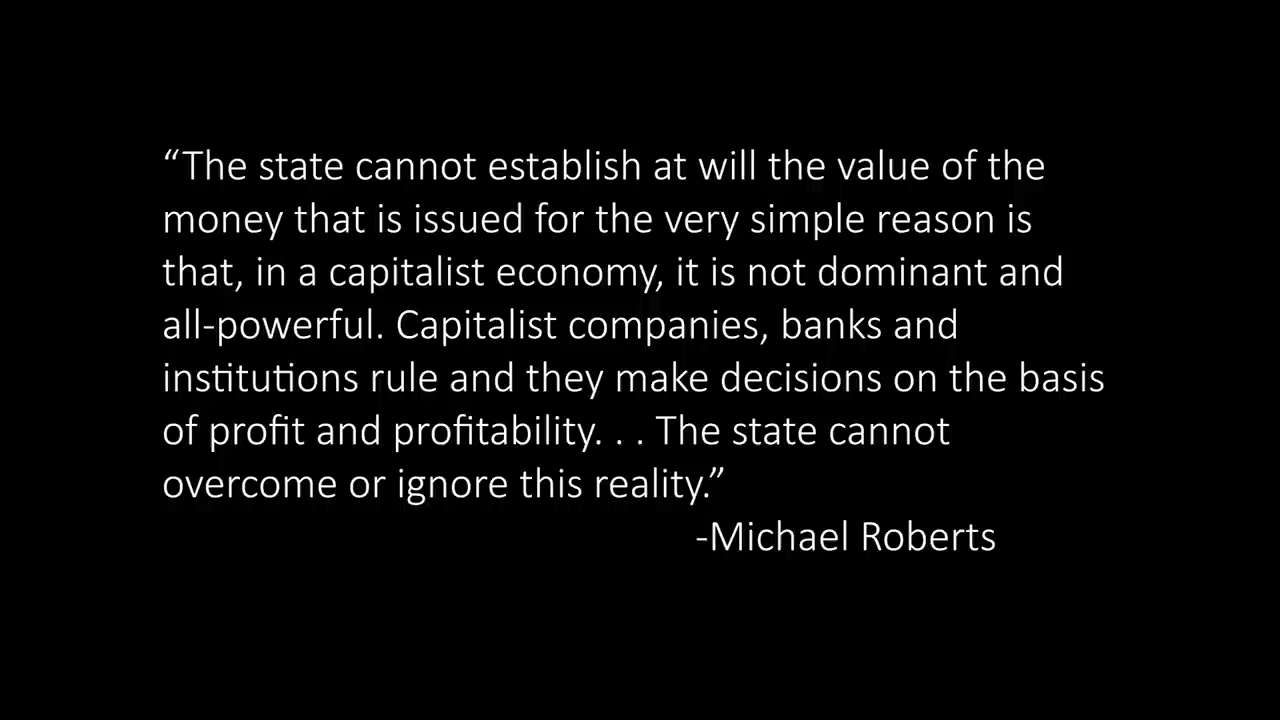 “The state cannot establish at will the value of the
money that is issued for the very simple reason is
that, in a capitalist economy, it is not dominant and
all-powerful. Capitalist companies, banks and
institutions rule and they make decisions on the basis
of profit and profitability. . . The state cannot
overcome or ignore this reality.”
-Michael Roberts